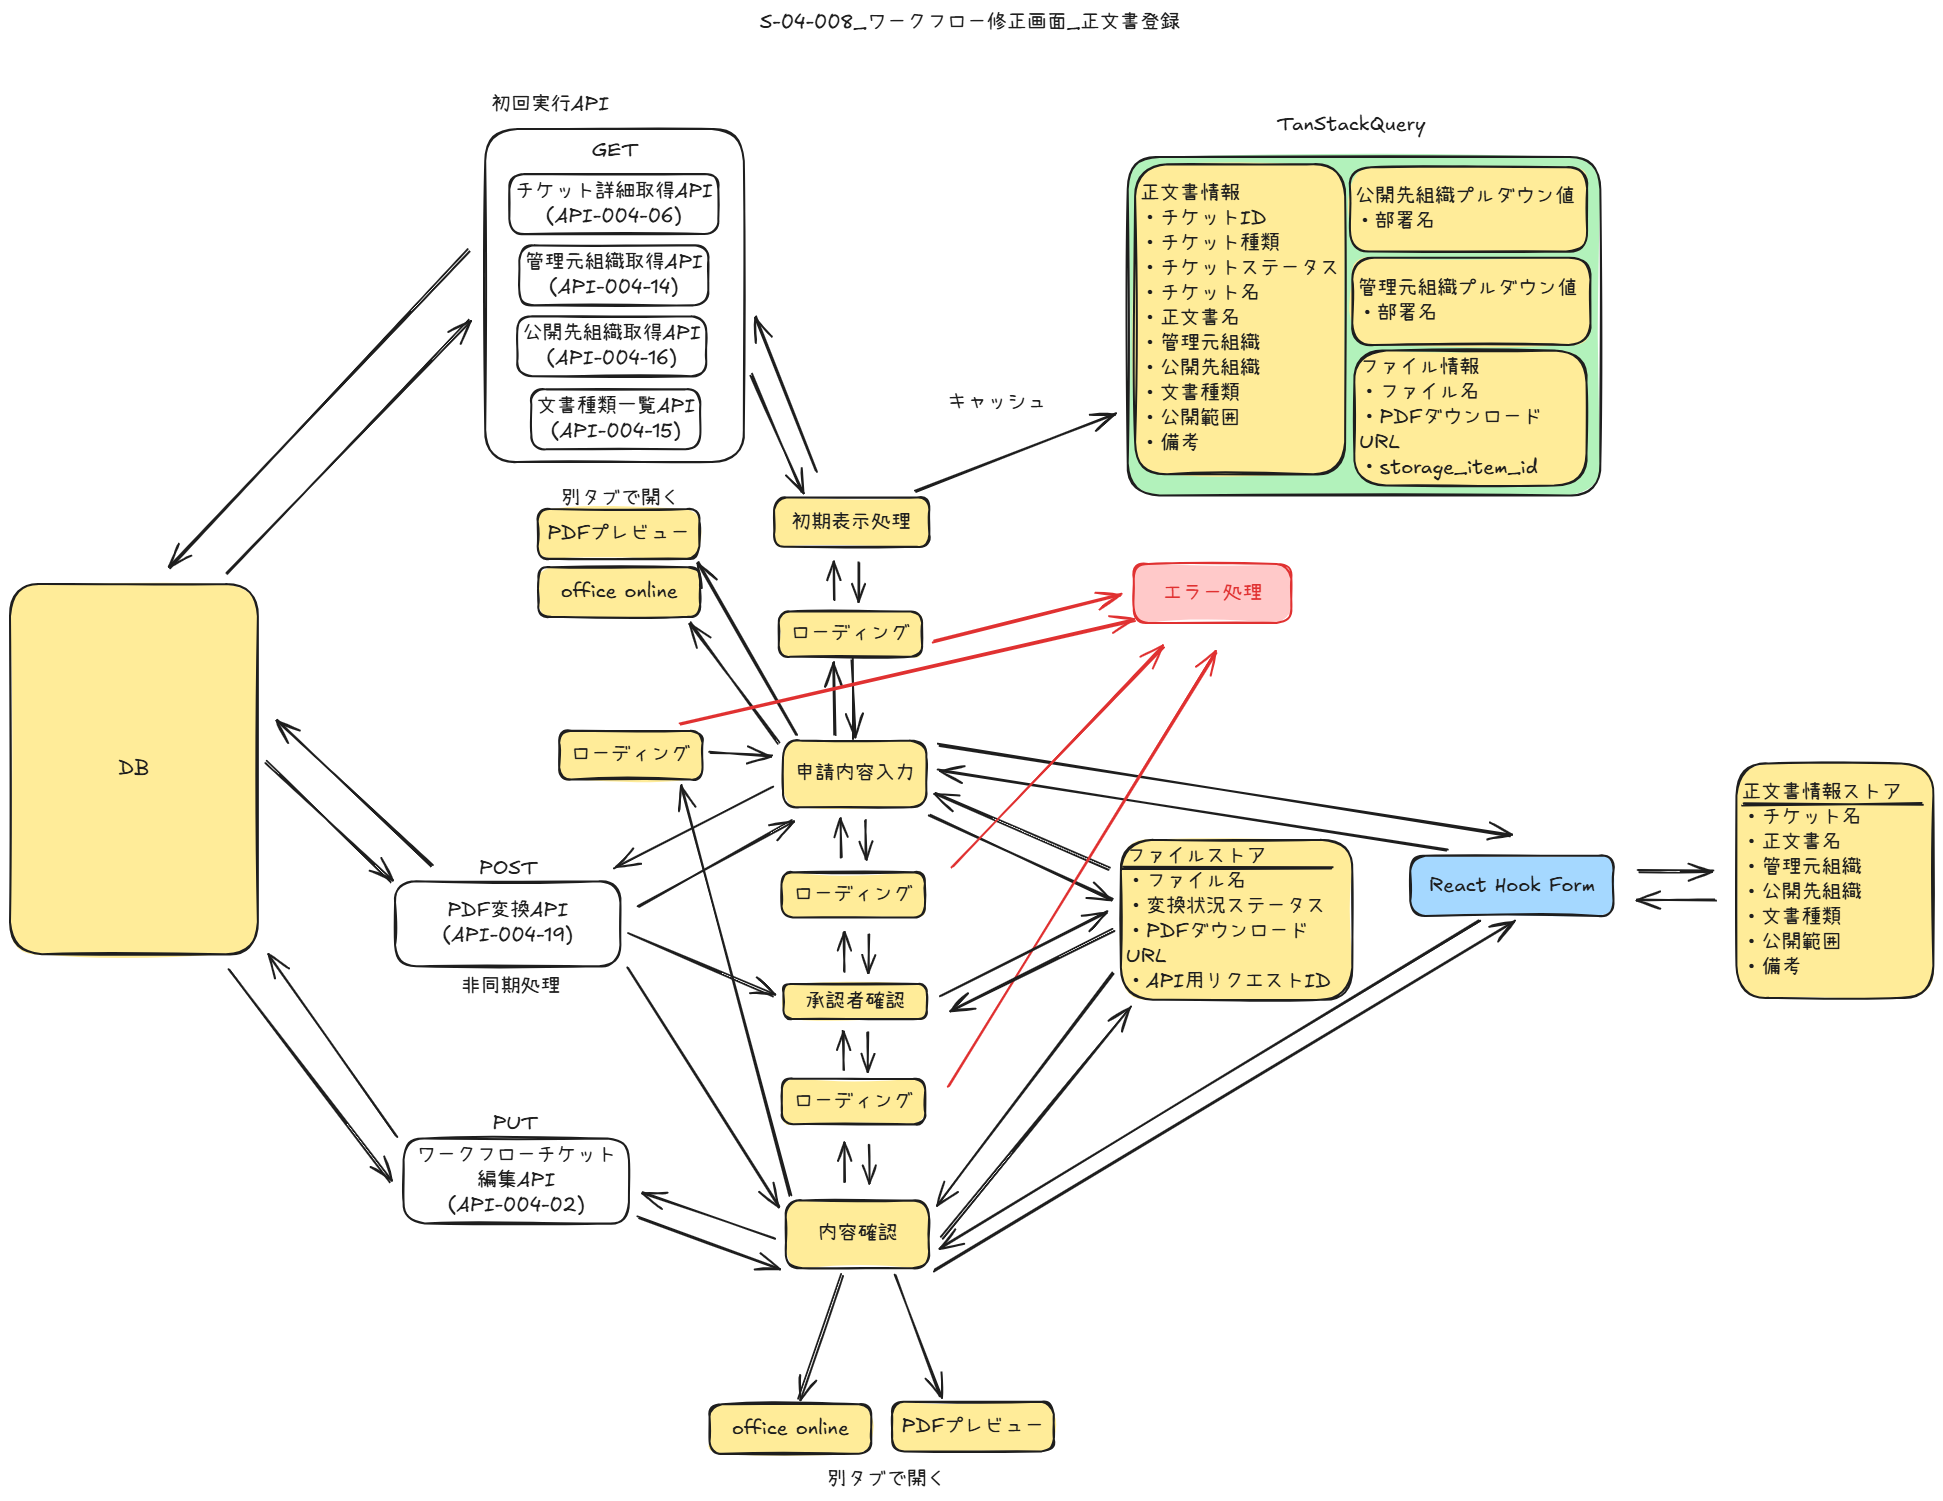 S-04-008_ワークフロー修正画面_正文書登録
初回実行API
GET
チケット詳細取得API
(API-004-06)
管理元組織取得API
(API-004-14)
公開先組織取得API
(API-004-16)
文書種類一覧API
(API-004-15)
TanStackQuery
正文書情報
・チケットID
・チケット種類
・チケットステータス
・チケット名
・正文書名
・管理元組織
・公開先組織
・文書種類
・公開範囲
・備考
公開先組織プルダウン値
・部署名
管理元組織プルダウン値
・部署名
ファイル情報
・ファイル名
・PDFダウンロード
URL
・storage_item_id
キャッシュ
別タブで開く
PDFプレビュー
office online
初期表示処理
ローディング
エラー処理
DB
ローディング
申請内容入力
POST
PDF変換API
(API-004-19)
非同期処理
ローディング
承認者確認
ローディング
ファイルストア
・ファイル名
・変換状況ステータス
・PDFダウンロード
URL
・API用リクエストID
React Hook Form
正文書情報ストア
・チケット名
・正文書名
・管理元組織
・公開先組織
・文書種類
・公開範囲
・備考
PUT
ワークフローチケット
編集API
(API-004-02)
内容確認
office online
PDFプレビュー
別タブで開く